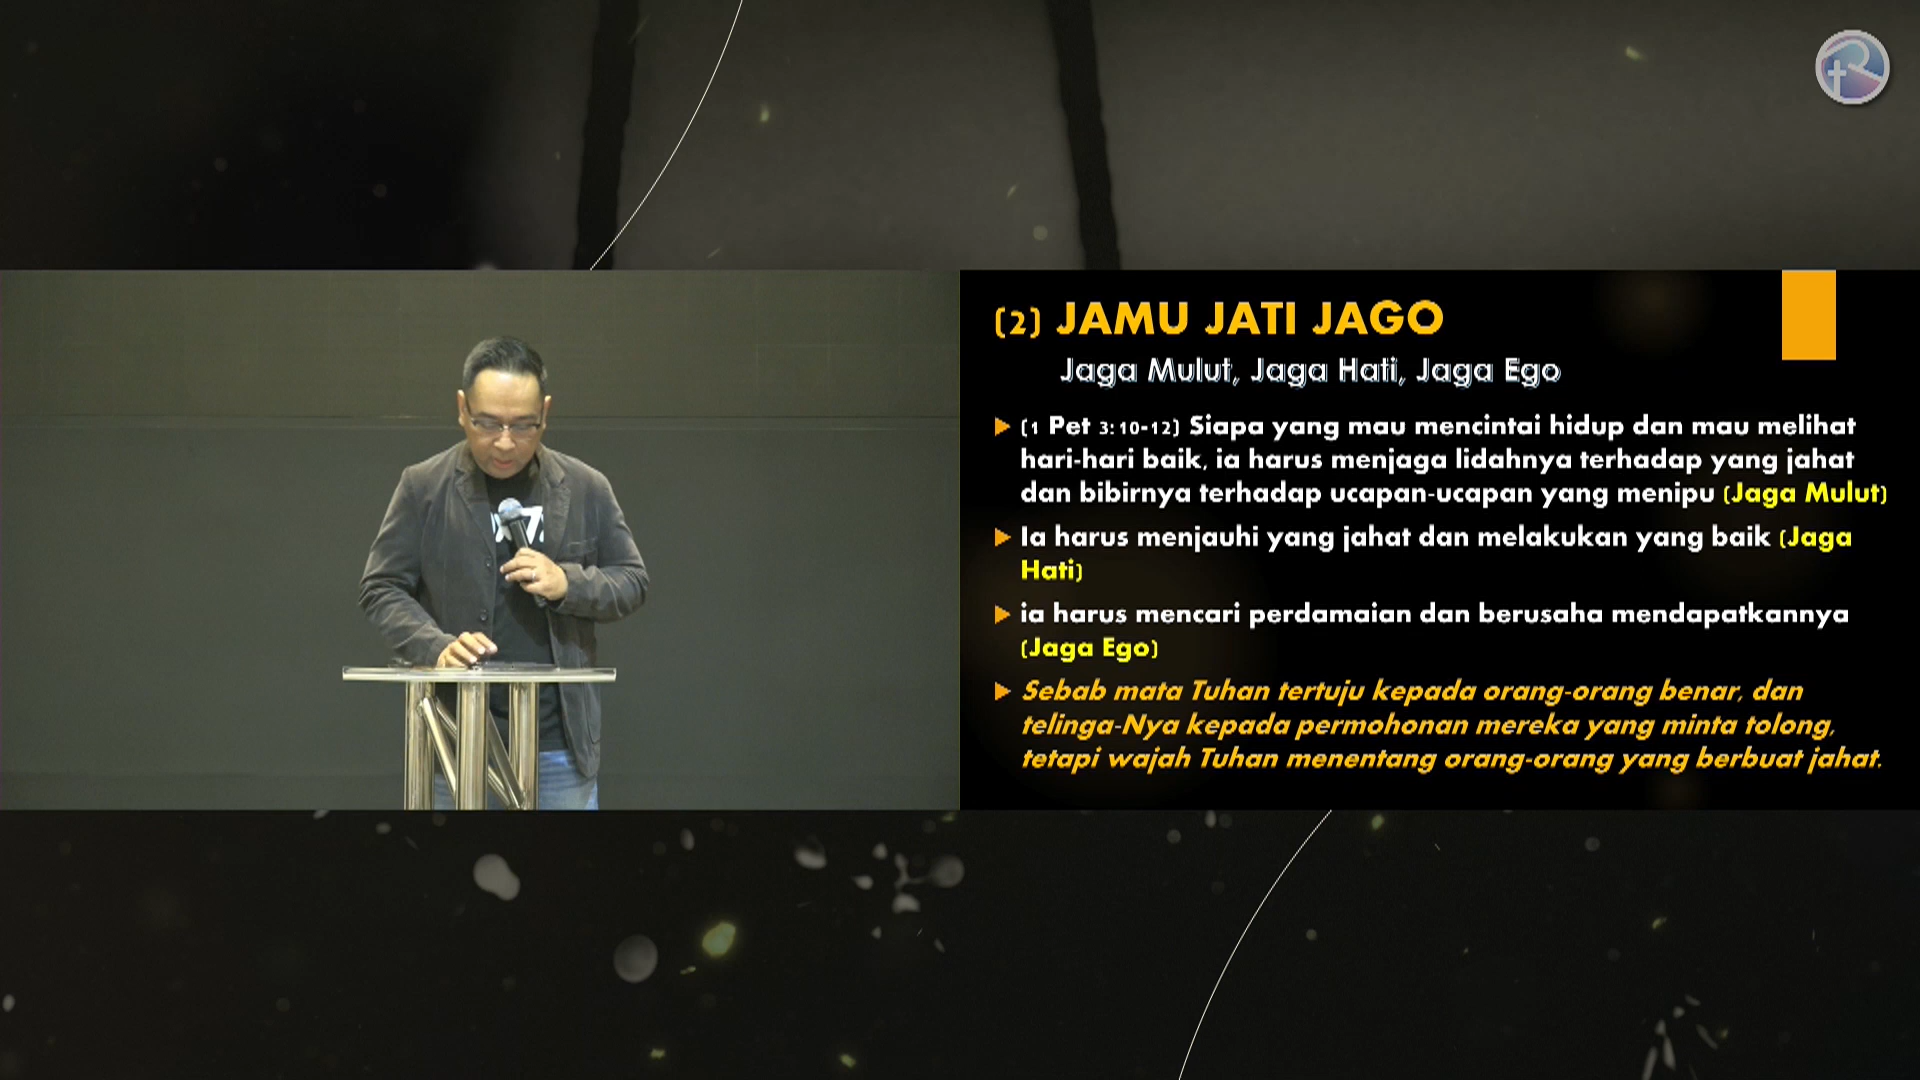 (2) JAMU JATI JAGO
Jaga Mulut, Jaga Hati, Jaga Ego
(1 Pet 3:10-12) Siapa yang mau mencintai hidup dan mau melihat
hari-hari baik, ia harus menjaga lidahnya terhadap yang jahat
dan bibirnya terhadap ucapan-ucapan yang menipu (Jaga Mulut)
Ia harus menjauhi yang jahat dan melakukan yang baik (Jaga
Hati)
ia harus mencari perdamaian dan berusaha mendapatkannya
(Jaga Ego)
Sebab mata Tuhan tertuju kepada orang-orang benar, dan
telinga-Nya kepada permohonan mereka yang minta tolong,
tetapi wajah Tuhan menentang orang-orang yang berbuat jahat.